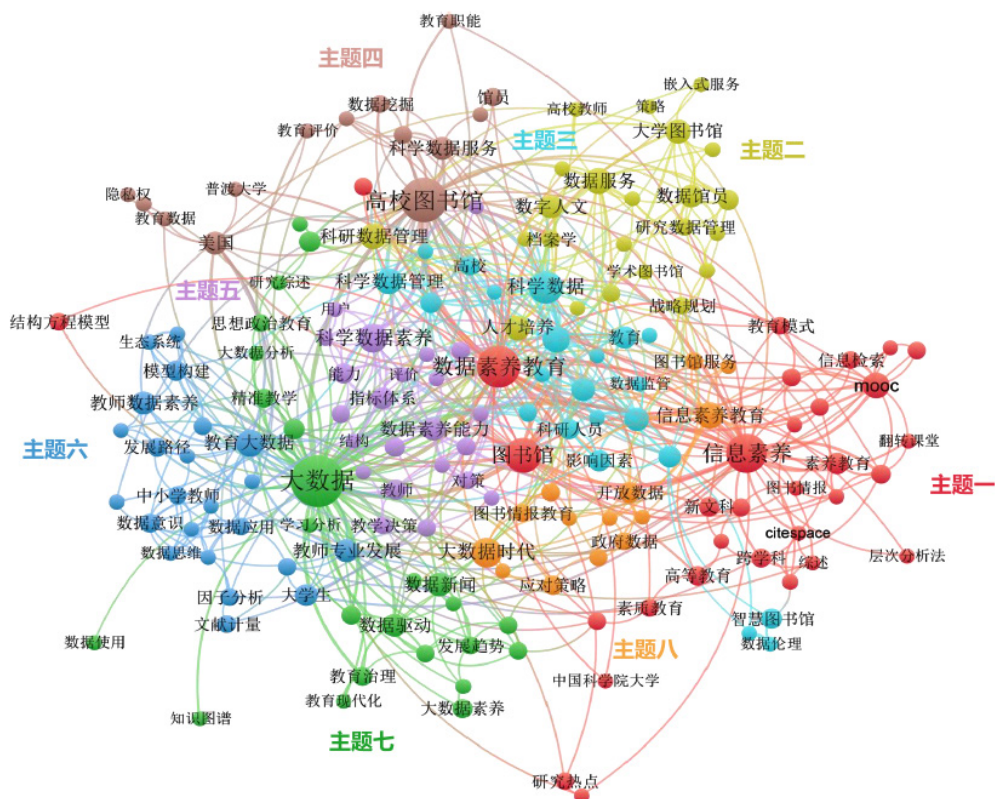 教育职能
主题四
嵌入式服务
数据挖掘
馆员
高校教师
策略
大学图书馆
教育评价
主题三
主题二
科学数据服务
数据服务
隐私权
普渡大学
高校图书馆
数据馆员
教育数据
数字人文
研究数据管理
美国
科研数据管理
档案学
高校
学术图书馆
研究综述
科学数据管理
科学数据
主题五
用户
战略规划
结构方程模型
思想政治教育
人才培养
教育模式
生态系统
大数据分析
科学数据素养
教育
图书馆服务
信息检索
模型构建
能力
评价
数据素养教育
数据监管
mooc
教师数据素养
精准教学
指标体系
信息素养教育
主题六
发展路径
教育大数据
结构
数据素养能力
科研人员
翻转课堂
图书馆
信息素养
影响因素
素养教育
主题一
大数据
对策
中小学教师
教师
开放数据
图书情报
数据意识
数据应用
学习分析
教学决策
图书情报教育
新文科
数据思维
教师专业发展
大数据时代
政府数据
citespace
跨学科
综述
层次分析法
高等教育
数据新闻
应对策略
因子分析
大学生
素质教育
智慧图书馆
文献计量
数据驱动
数据使用
发展趋势
主题八
数据伦理
教育治理
中国科学院大学
教育现代化
大数据素养
知识图谱
主题七
研究热点